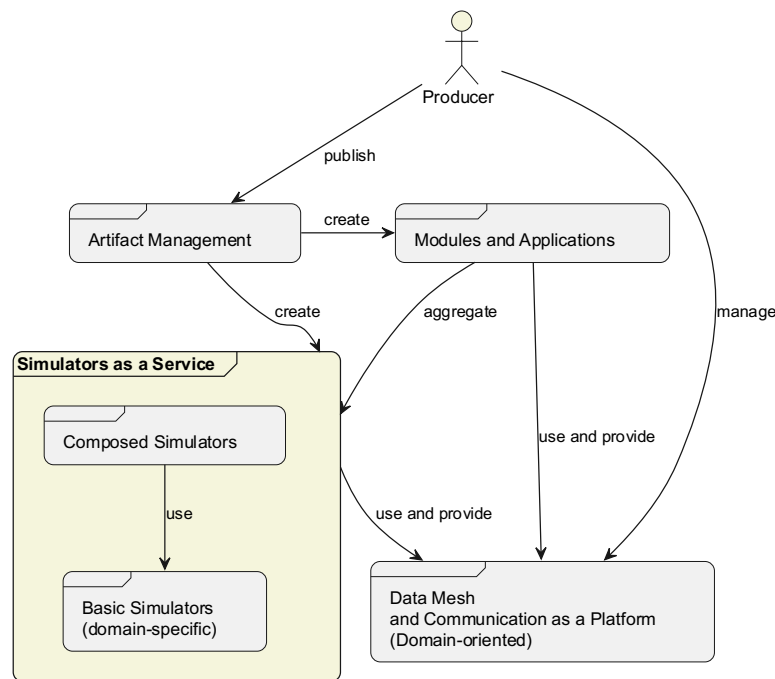 Producer
publish
Artifact Management
create
Modules and Applications
create
aggregate
manage
Simulators as a Service
Composed Simulators
use and provide
use
use and provide
Basic Simulators
(domain-specific)
Data Mesh
and Communication as a Platform
(Domain-oriented)